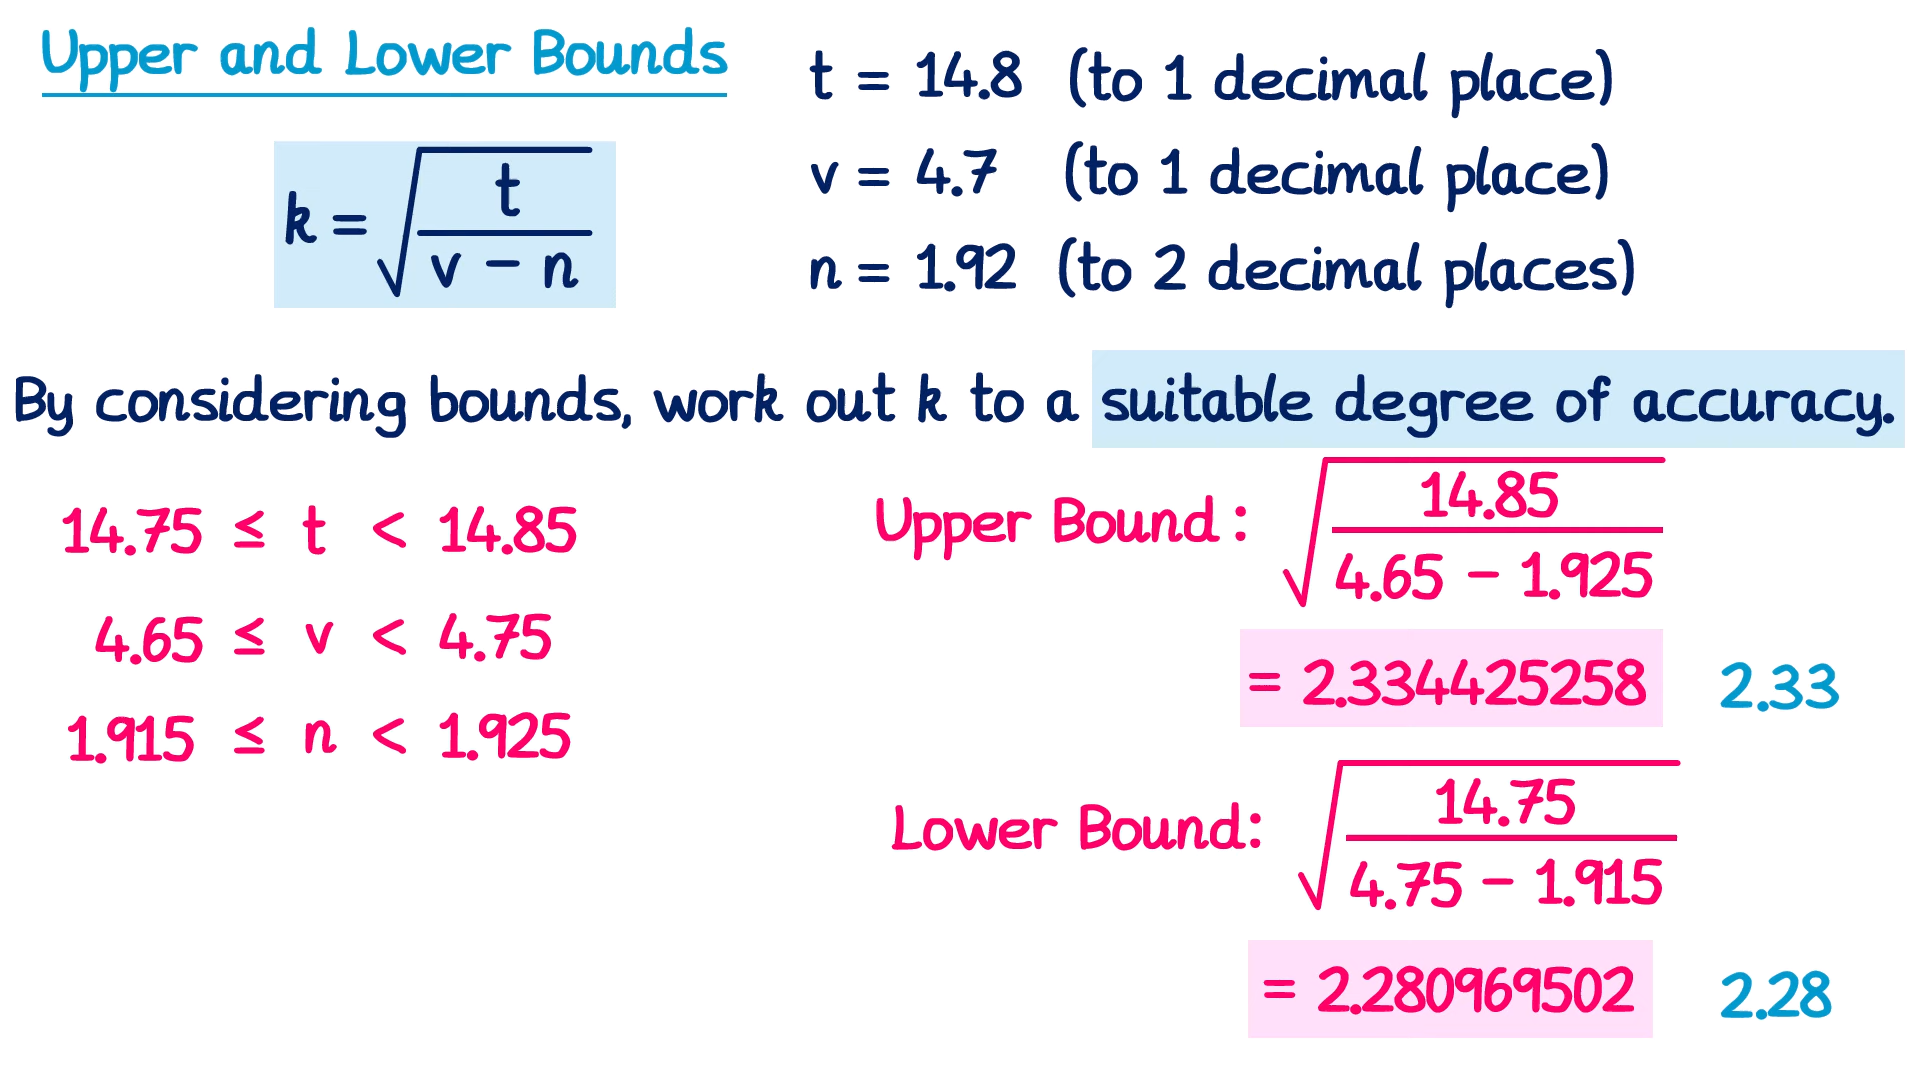 Upper and Lower Bounds
k = √(t / (v − n))
t = 14.8 (to 1 decimal place)
v = 4.7 (to 1 decimal place)
n = 1.92 (to 2 decimal places)
By considering bounds, work out k to a suitable degree of accuracy.
14.75 ≤ t < 14.85
4.65 ≤ v < 4.75
1.915 ≤ n < 1.925
Upper Bound : √(14.85 / (4.65 − 1.925))
= 2.334425258 2.33
Lower Bound: √(14.75 / (4.75 − 1.915))
= 2.280969502 2.28